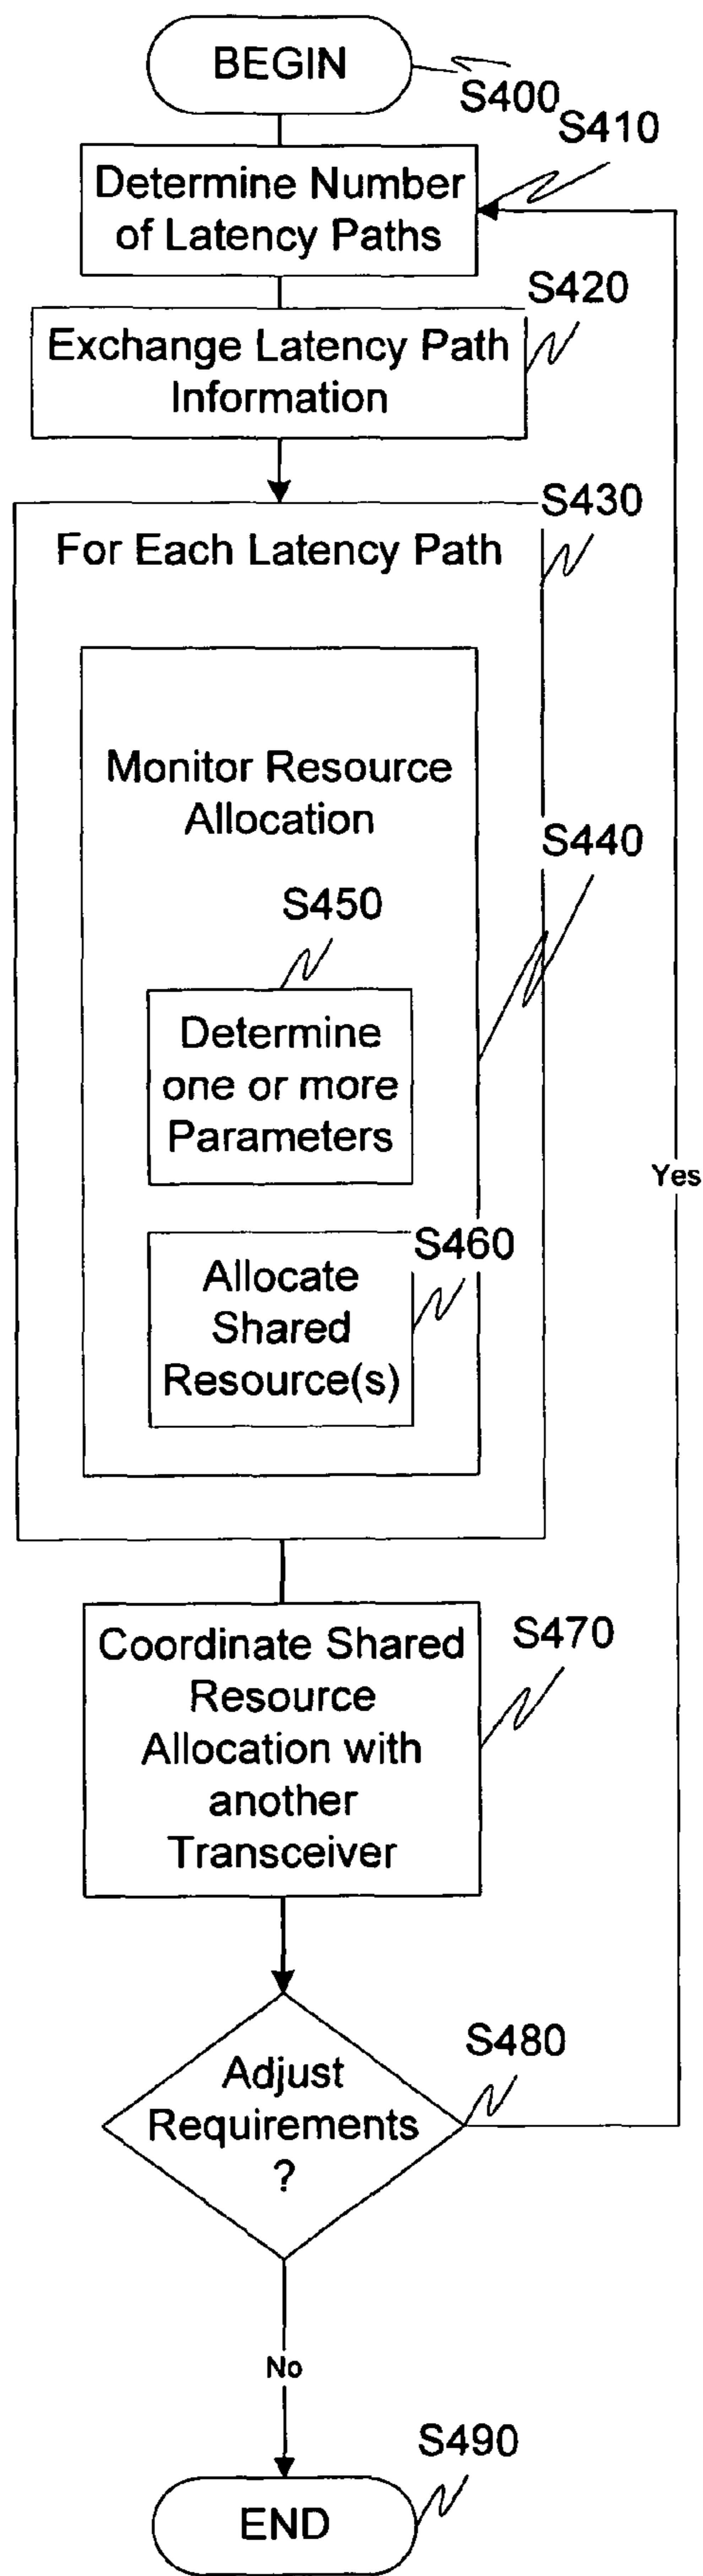 BEGIN
S400
S410
Determine Number
of Latency Paths
S420
Exchange Latency Path
Information
S430
For Each Latency Path
Monitor Resource
Allocation
S440
S450
Determine
one or more
Parameters
Yes
S460
Allocate
Shared
Resource(s)
S470
Coordinate Shared
Resource
Allocation with
another
Transceiver
S480
Adjust
Requirements
?
No
S490
END